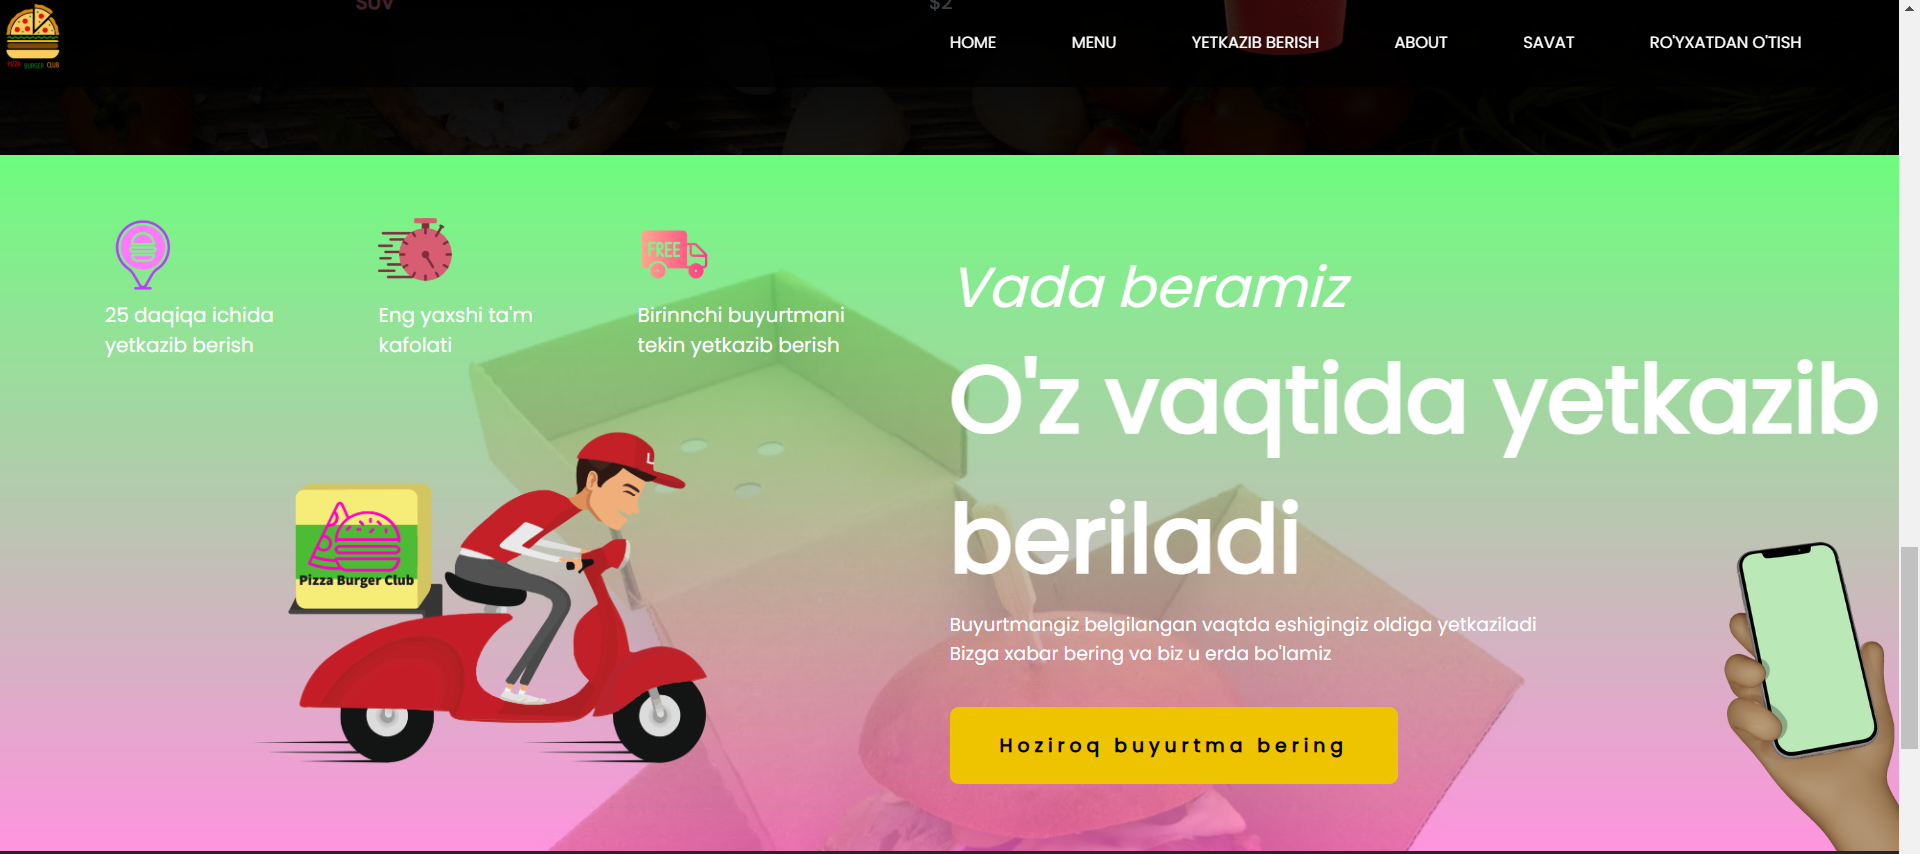 SUV
$2
PIZZA BURGER CLUB
HOME MENU YETKAZIB BERISH ABOUT SAVAT RO'YXATDAN O'TISH
FREE
25 daqiqa ichida
yetkazib berish
Eng yaxshi ta'm
kafolati
Birinnchi buyurtmani
tekin yetkazib berish
Vada beramiz
O'z vaqtida yetkazib
beriladi
L
Pizza Burger Club
Buyurtmangiz belgilangan vaqtda eshigingiz oldiga yetkaziladi
Bizga xabar bering va biz u erda bo'lamiz
Hoziroq buyurtma bering